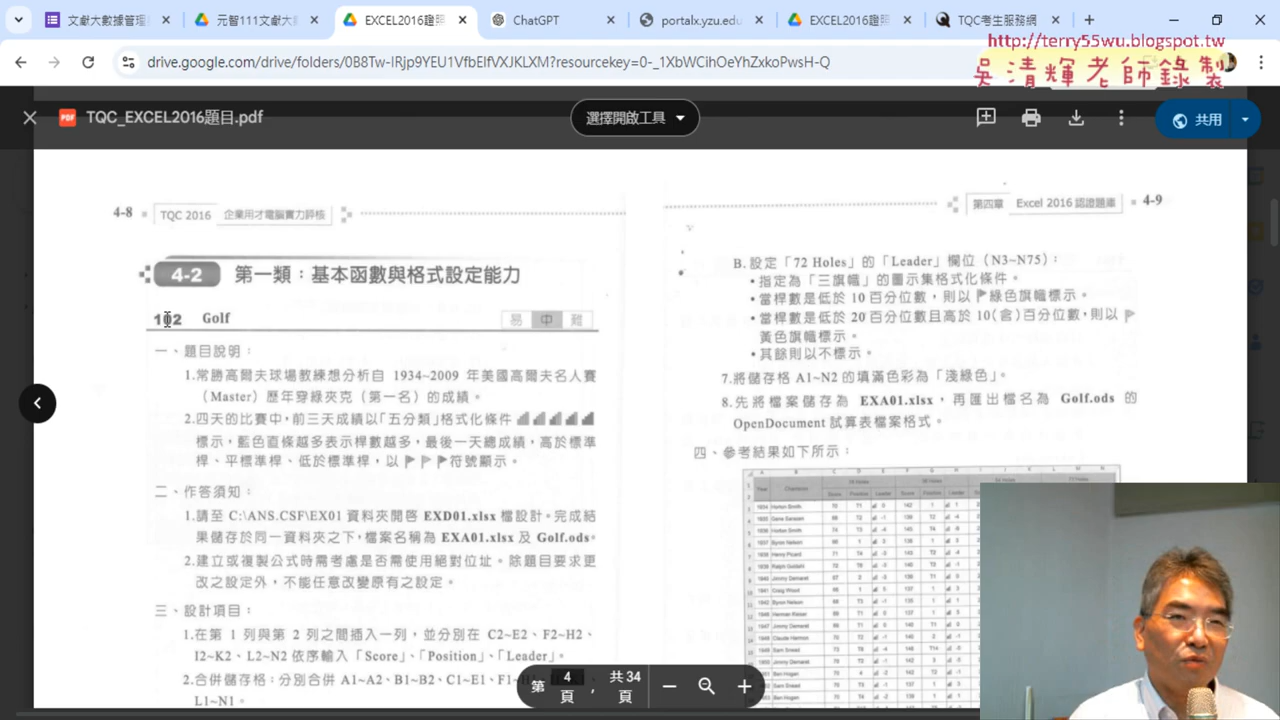 文獻大數據管理
元智111文獻大
EXCEL2016證照
ChatGPT
portalx.yzu.edu
EXCEL2016證照
TQC考生服務網
http://terry55wu.blogspot.tw
吳清輝老師錄製
drive.google.com/drive/folders/0B8Tw-IRjp9YEU1VfbElfVXJKLXM?resourcekey=0-_1XbWCihOeYhZxkoPwsH-Q
TQC_EXCEL2016題目.pdf
選擇開啟工具
共用
4-8 TQC 2016 企業用才電腦實力評核
4-2 第一類：基本函數與格式設定能力
102 Golf 易 中 難
一、題目說明：
1.常勝高爾夫球場教練想分析自 1934~2009 年美國高爾夫名人賽
（Master）歷年穿綠夾克（第一名）的成績。
2.四天的比賽中，前三天成績以「五分類」格式化條件
標示，藍色直條越多表示桿數越多，最後一天總成績，高於標準
桿、平標準桿、低於標準桿，以符號顯示。
二、作答須知：
1.請至 C:\ANS.CSF\EX01 資料夾開啟 EXD01.xlsx 檔設計。完成結
果儲存於同一資料夾之下，檔案名稱為 EXA01.xlsx 及 Golf.ods。
2.建立或複製公式時需考慮是否需使用絕對位址。除題目要求更
改之設定外，不能任意改變原有之設定。
三、設計項目：
1.在第 1 列與第 2 列之間插入一列，並分別在 C2~E2、F2~H2、
I2~K2、L2~N2 依序輸入「Score」、「Position」、「Leader」。
2.合併儲存格：分別合併 A1~A2、B1~B2、C1~E1、
第四章 Excel 2016 認證題庫 4-9
B.設定「72 Holes」的「Leader」欄位（N3~N75）：
•指定為「三旗幟」的圖示集格式化條件。
•當桿數是低於 10 百分位數，則以綠色旗幟標示。
•當桿數是低於 20 百分位數且高於 10（含）百分位數，則以
黃色旗幟標示。
•其餘則以不標示。
7.將儲存格 A1~N2 的填滿色彩為「淺綠色」。
8.先將檔案儲存為 EXA01.xlsx，再匯出檔名為 Golf.ods 的
OpenDocument 試算表檔案格式。
四、參考結果如下所示：
第 4 頁 ， 共 34 頁